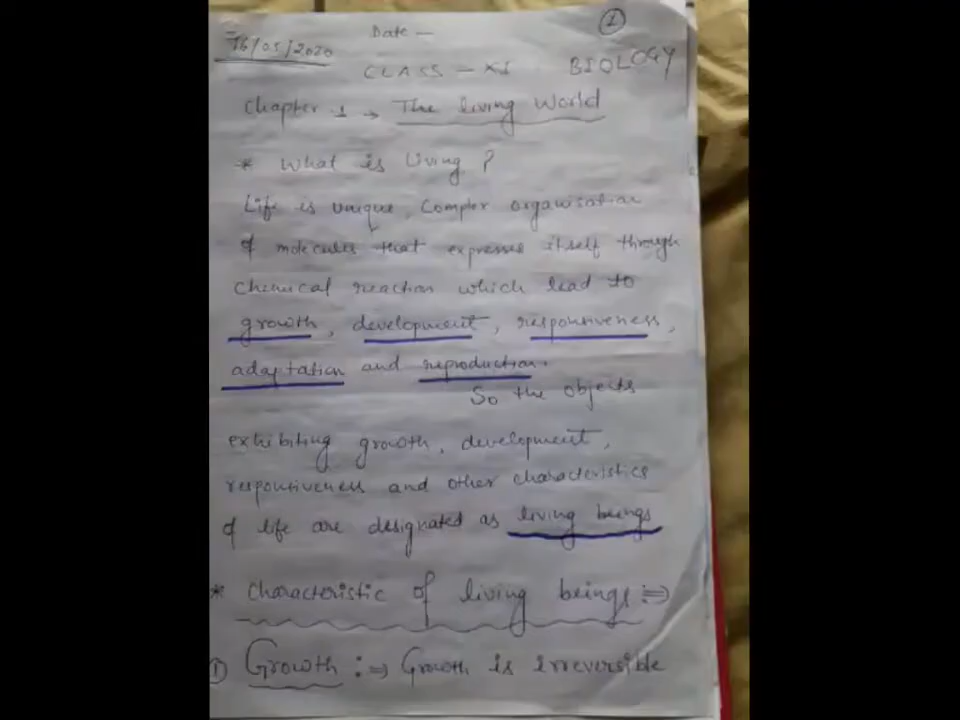 1
Date —
16/05/2020
CLASS — XI BIOLOGY
Chapter 1 → The living World
* What is Living ?
Life is unique, complex organisation
of molecules that expresses itself through
chemical reaction which lead to
growth, development, responsiveness,
adaptation and reproduction.
So the objects
exhibiting growth, development,
responsiveness and other characteristics
of life are designated as living beings
* Characteristic of living beings :⇒
① Growth :⇒ Growth is irreversible